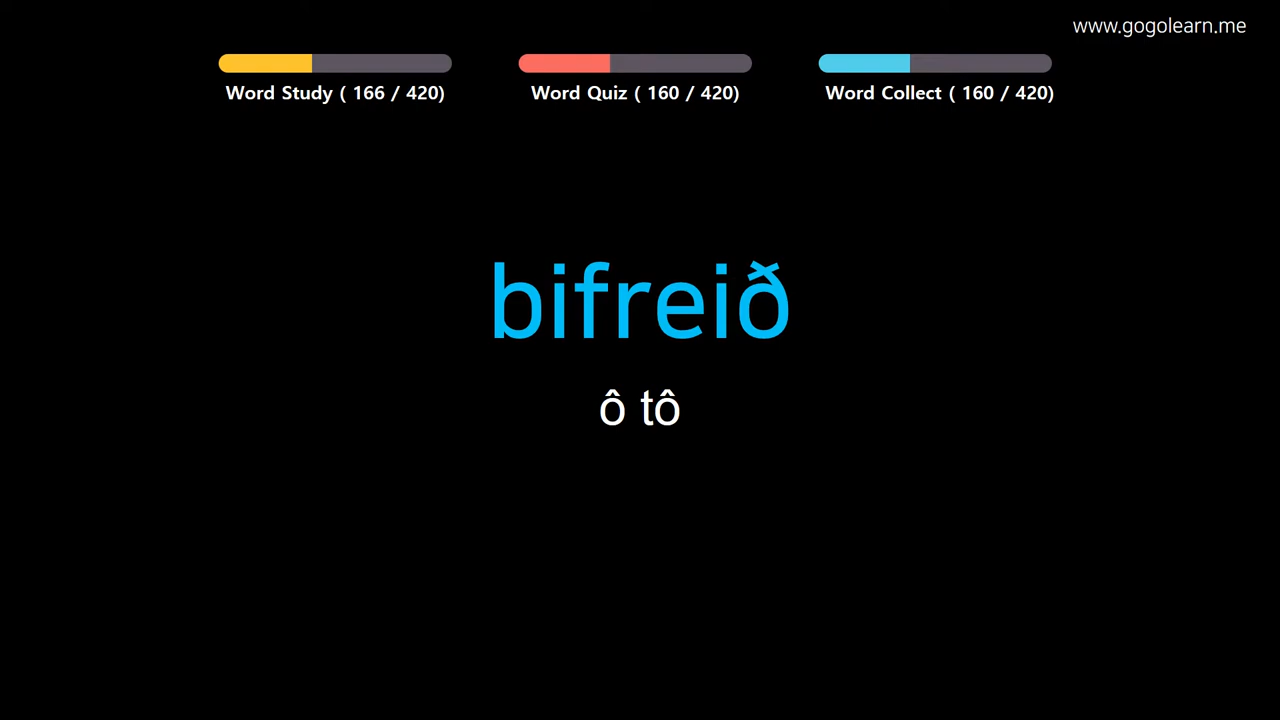 www.gogolearn.me
Word Study ( 166 / 420)
Word Quiz ( 160 / 420)
Word Collect ( 160 / 420)
bifreið
ô tô